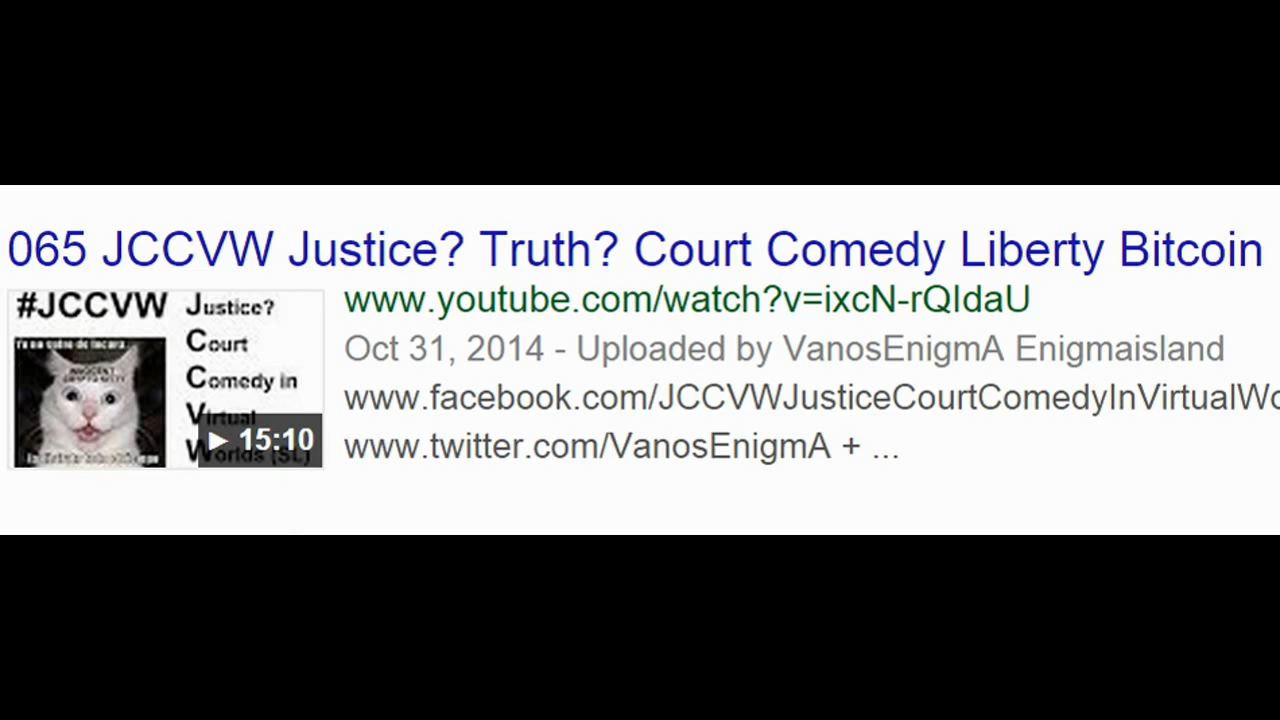 065 JCCVW Justice? Truth? Court Comedy Liberty Bitcoin
#JCCVW
Justice?
Court
Comedy in
Virtual
Worlds (SL)
15:10
www.youtube.com/watch?v=ixcN-rQIdaU
Oct 31, 2014 - Uploaded by VanosEnigmA Enigmaisland
www.facebook.com/JCCVWJusticeCourtComedyInVirtualWo
www.twitter.com/VanosEnigmA + ...